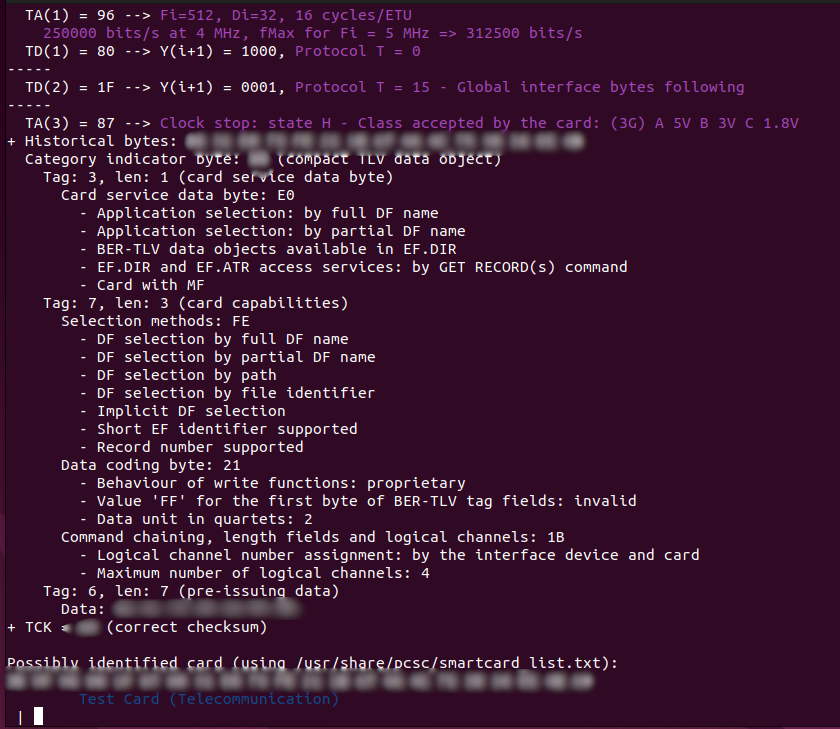 TA(1) = 96 --> Fi=512, Di=32, 16 cycles/ETU
250000 bits/s at 4 MHz, fMax for Fi = 5 MHz => 312500 bits/s
TD(1) = 80 --> Y(i+1) = 1000, Protocol T = 0
-----
TD(2) = 1F --> Y(i+1) = 0001, Protocol T = 15 - Global interface bytes following
-----
TA(3) = 87 --> Clock stop: state H - Class accepted by the card: (3G) A 5V B 3V C 1.8V
+ Historical bytes:
Category indicator byte: (compact TLV data object)
Tag: 3, len: 1 (card service data byte)
Card service data byte: E0
- Application selection: by full DF name
- Application selection: by partial DF name
- BER-TLV data objects available in EF.DIR
- EF.DIR and EF.ATR access services: by GET RECORD(s) command
- Card with MF
Tag: 7, len: 3 (card capabilities)
Selection methods: FE
- DF selection by full DF name
- DF selection by partial DF name
- DF selection by path
- DF selection by file identifier
- Implicit DF selection
- Short EF identifier supported
- Record number supported
Data coding byte: 21
- Behaviour of write functions: proprietary
- Value 'FF' for the first byte of BER-TLV tag fields: invalid
- Data unit in quartets: 2
Command chaining, length fields and logical channels: 1B
- Logical channel number assignment: by the interface device and card
- Maximum number of logical channels: 4
Tag: 6, len: 7 (pre-issuing data)
Data:
+ TCK = (correct checksum)
Possibly identified card (using /usr/share/pcsc/smartcard_list.txt):
Test Card (Telecommunication)
|